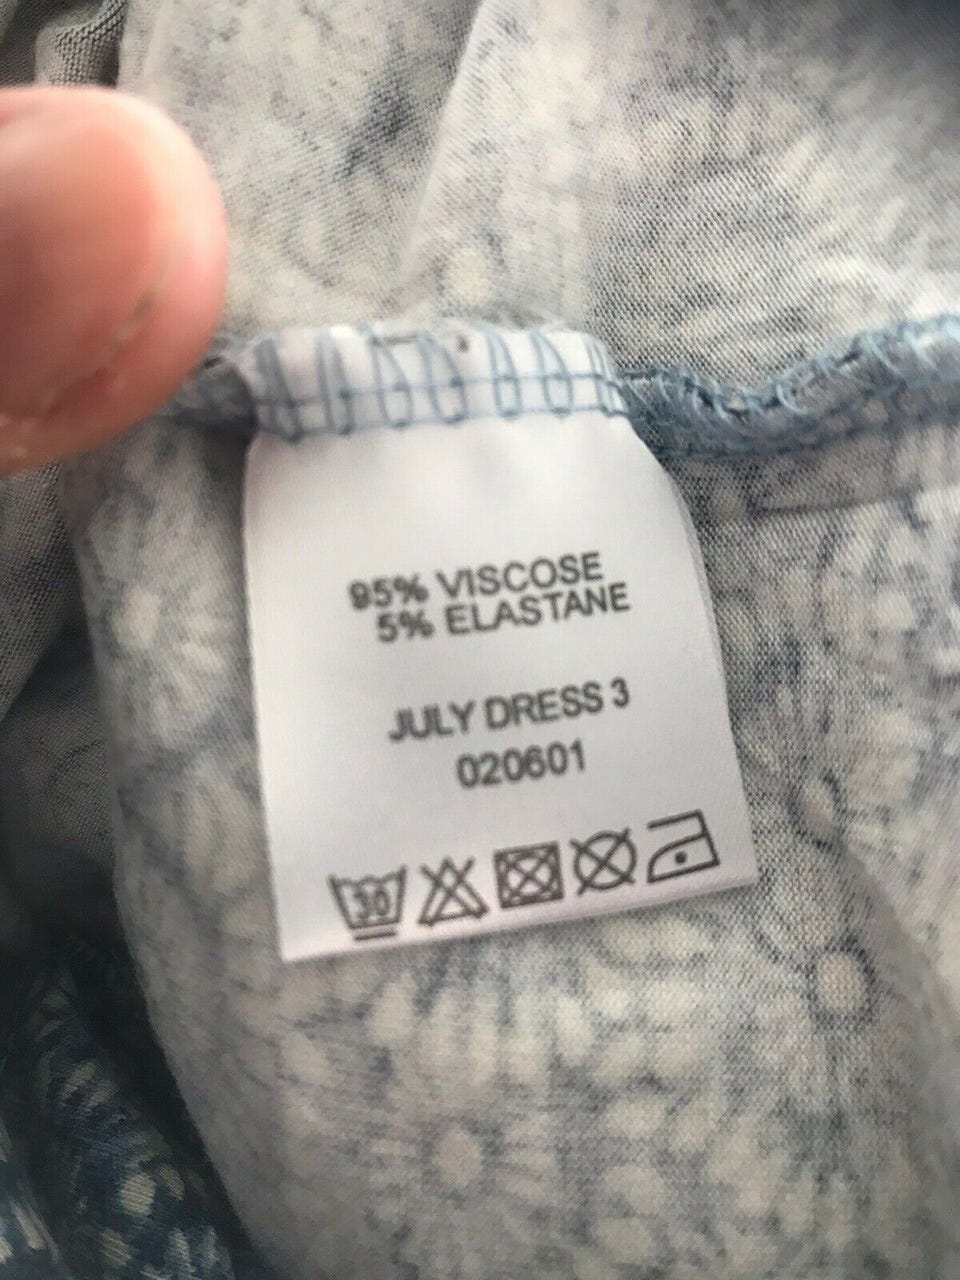 95% VISCOSE
5% ELASTANE
JULY DRESS 3
020601
30